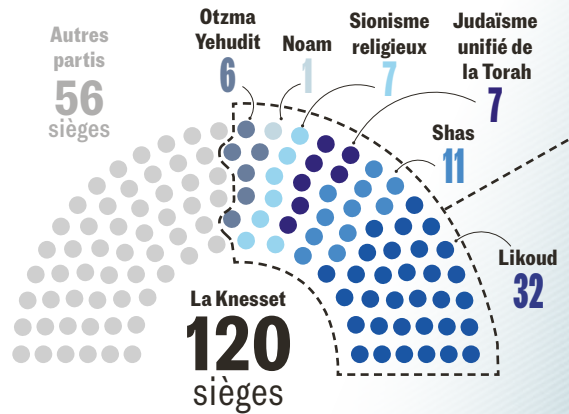 Autres
partis
56
sièges
Otzma
Yehudit
6
Noam
1
Sionisme
religieux
7
Judaïsme
unifié de
la Torah
7
Shas
11
Likoud
32
La Knesset
120
sièges